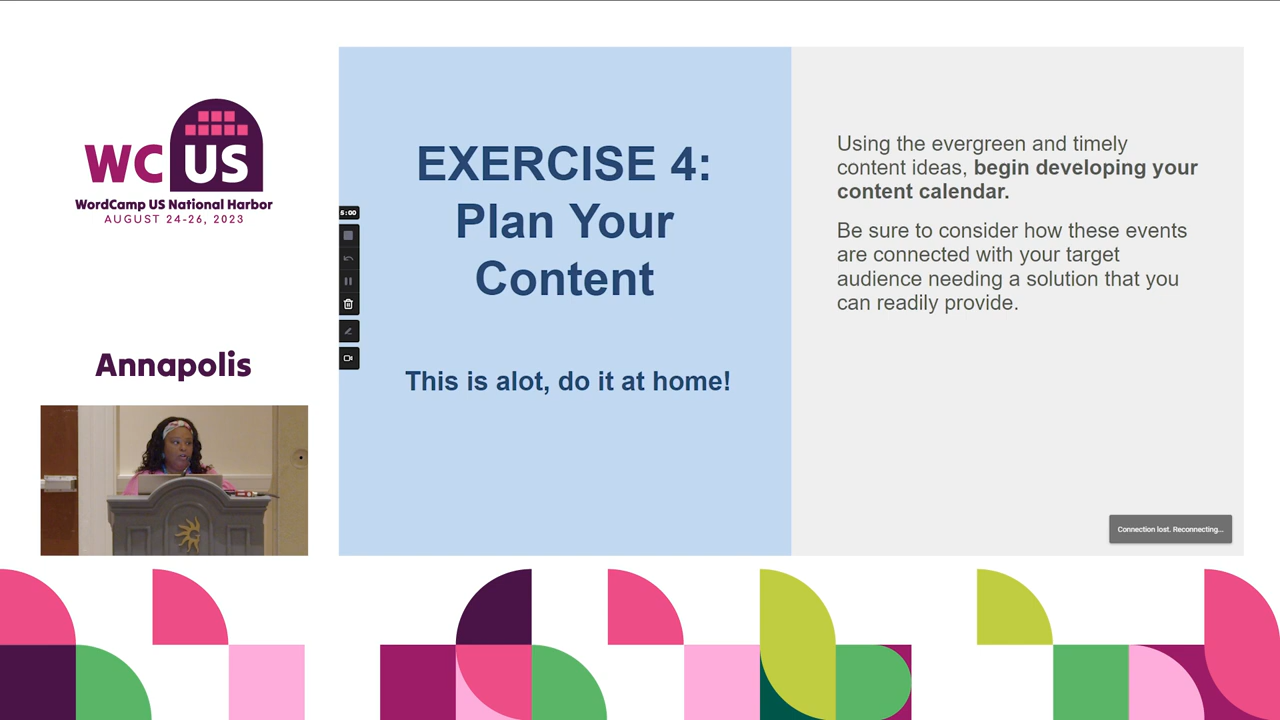 WC US
WordCamp US National Harbor
AUGUST 24-26, 2023
Annapolis
5:00
EXERCISE 4:
Plan Your
Content
This is alot, do it at home!
Using the evergreen and timely
content ideas, begin developing your
content calendar.
Be sure to consider how these events
are connected with your target
audience needing a solution that you
can readily provide.
Connection lost. Reconnecting...